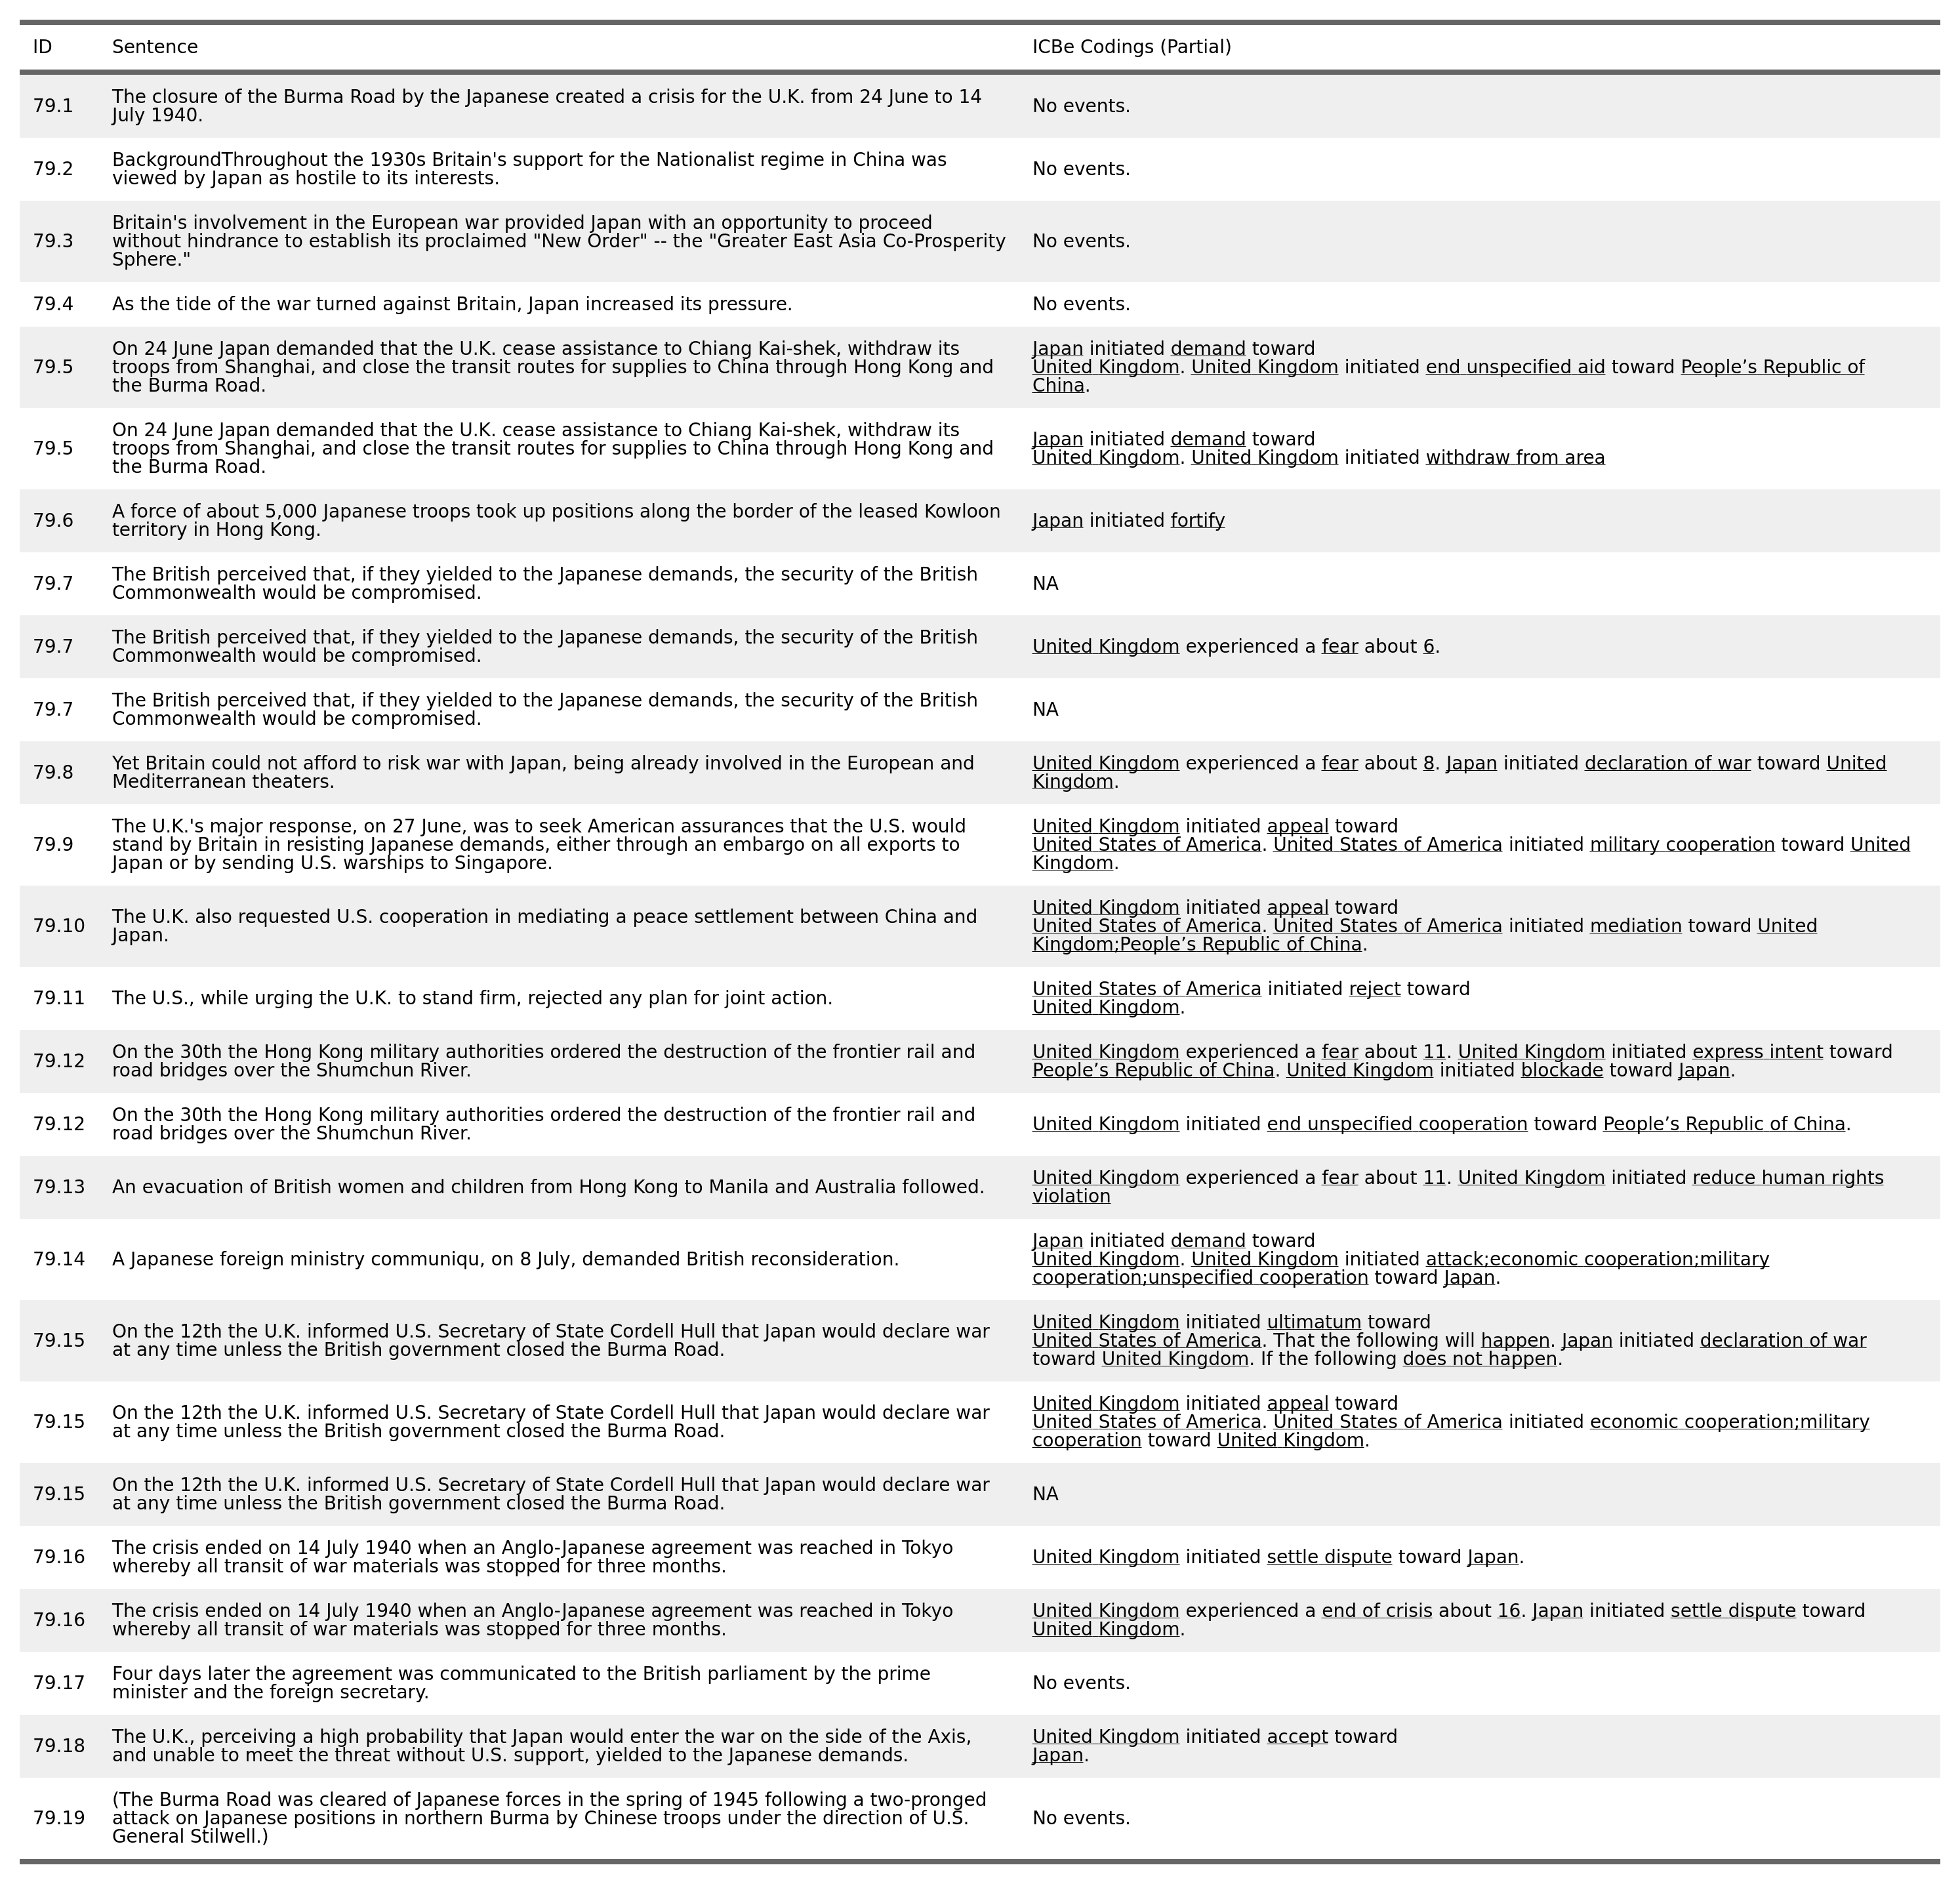 ID Sentence ICBe Codings (Partial)
79.1 The closure of the Burma Road by the Japanese created a crisis for the U.K. from 24 June to 14
July 1940.
No events.
79.2 BackgroundThroughout the 1930s Britain's support for the Nationalist regime in China was
viewed by Japan as hostile to its interests.
No events.
79.3 Britain's involvement in the European war provided Japan with an opportunity to proceed
without hindrance to establish its proclaimed "New Order" -- the "Greater East Asia Co-Prosperity
Sphere."
No events.
79.4 As the tide of the war turned against Britain, Japan increased its pressure.
No events.
79.5 On 24 June Japan demanded that the U.K. cease assistance to Chiang Kai-shek, withdraw its
troops from Shanghai, and close the transit routes for supplies to China through Hong Kong and
the Burma Road.
Japan initiated demand toward
United Kingdom. United Kingdom initiated end unspecified aid toward People’s Republic of
China.
79.5 On 24 June Japan demanded that the U.K. cease assistance to Chiang Kai-shek, withdraw its
troops from Shanghai, and close the transit routes for supplies to China through Hong Kong and
the Burma Road.
Japan initiated demand toward
United Kingdom. United Kingdom initiated withdraw from area
79.6 A force of about 5,000 Japanese troops took up positions along the border of the leased Kowloon
territory in Hong Kong.
Japan initiated fortify
79.7 The British perceived that, if they yielded to the Japanese demands, the security of the British
Commonwealth would be compromised.
NA
79.7 The British perceived that, if they yielded to the Japanese demands, the security of the British
Commonwealth would be compromised.
United Kingdom experienced a fear about 6.
79.7 The British perceived that, if they yielded to the Japanese demands, the security of the British
Commonwealth would be compromised.
NA
79.8 Yet Britain could not afford to risk war with Japan, being already involved in the European and
Mediterranean theaters.
United Kingdom experienced a fear about 8. Japan initiated declaration of war toward United
Kingdom.
79.9 The U.K.'s major response, on 27 June, was to seek American assurances that the U.S. would
stand by Britain in resisting Japanese demands, either through an embargo on all exports to
Japan or by sending U.S. warships to Singapore.
United Kingdom initiated appeal toward
United States of America. United States of America initiated military cooperation toward United
Kingdom.
79.10 The U.K. also requested U.S. cooperation in mediating a peace settlement between China and
Japan.
United Kingdom initiated appeal toward
United States of America. United States of America initiated mediation toward United
Kingdom;People’s Republic of China.
79.11 The U.S., while urging the U.K. to stand firm, rejected any plan for joint action.
United States of America initiated reject toward
United Kingdom.
79.12 On the 30th the Hong Kong military authorities ordered the destruction of the frontier rail and
road bridges over the Shumchun River.
United Kingdom experienced a fear about 11. United Kingdom initiated express intent toward
People’s Republic of China. United Kingdom initiated blockade toward Japan.
79.12 On the 30th the Hong Kong military authorities ordered the destruction of the frontier rail and
road bridges over the Shumchun River.
United Kingdom initiated end unspecified cooperation toward People’s Republic of China.
79.13 An evacuation of British women and children from Hong Kong to Manila and Australia followed.
United Kingdom experienced a fear about 11. United Kingdom initiated reduce human rights
violation
79.14 A Japanese foreign ministry communiqu, on 8 July, demanded British reconsideration.
Japan initiated demand toward
United Kingdom. United Kingdom initiated attack;economic cooperation;military
cooperation;unspecified cooperation toward Japan.
79.15 On the 12th the U.K. informed U.S. Secretary of State Cordell Hull that Japan would declare war
at any time unless the British government closed the Burma Road.
United Kingdom initiated ultimatum toward
United States of America. That the following will happen. Japan initiated declaration of war
toward United Kingdom. If the following does not happen.
79.15 On the 12th the U.K. informed U.S. Secretary of State Cordell Hull that Japan would declare war
at any time unless the British government closed the Burma Road.
United Kingdom initiated appeal toward
United States of America. United States of America initiated economic cooperation;military
cooperation toward United Kingdom.
79.15 On the 12th the U.K. informed U.S. Secretary of State Cordell Hull that Japan would declare war
at any time unless the British government closed the Burma Road.
NA
79.16 The crisis ended on 14 July 1940 when an Anglo-Japanese agreement was reached in Tokyo
whereby all transit of war materials was stopped for three months.
United Kingdom initiated settle dispute toward Japan.
79.16 The crisis ended on 14 July 1940 when an Anglo-Japanese agreement was reached in Tokyo
whereby all transit of war materials was stopped for three months.
United Kingdom experienced a end of crisis about 16. Japan initiated settle dispute toward
United Kingdom.
79.17 Four days later the agreement was communicated to the British parliament by the prime
minister and the foreign secretary.
No events.
79.18 The U.K., perceiving a high probability that Japan would enter the war on the side of the Axis,
and unable to meet the threat without U.S. support, yielded to the Japanese demands.
United Kingdom initiated accept toward
Japan.
79.19 (The Burma Road was cleared of Japanese forces in the spring of 1945 following a two-pronged
attack on Japanese positions in northern Burma by Chinese troops under the direction of U.S.
General Stilwell.)
No events.